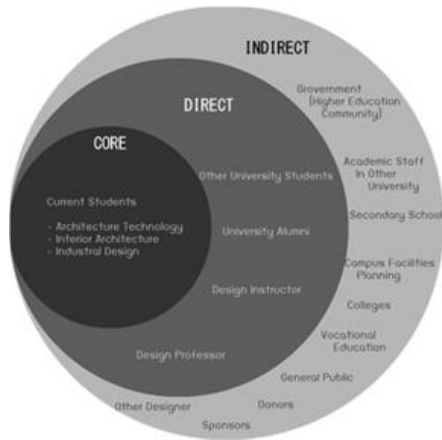 INDIRECT
Grovernment
(Higher Education
Community)
DIRECT
CORE
Academic Staff
In Other
University
Other University Students
Current Students
Secondary School
- Architecture Technology
- Interior Architecture
- Industral Design
University Alumni
Campus Facilities
Planning
Design Instructor
Colleges
Vocational
Education
Design Professor
General Public
Other Designer
Donors
Sponsors